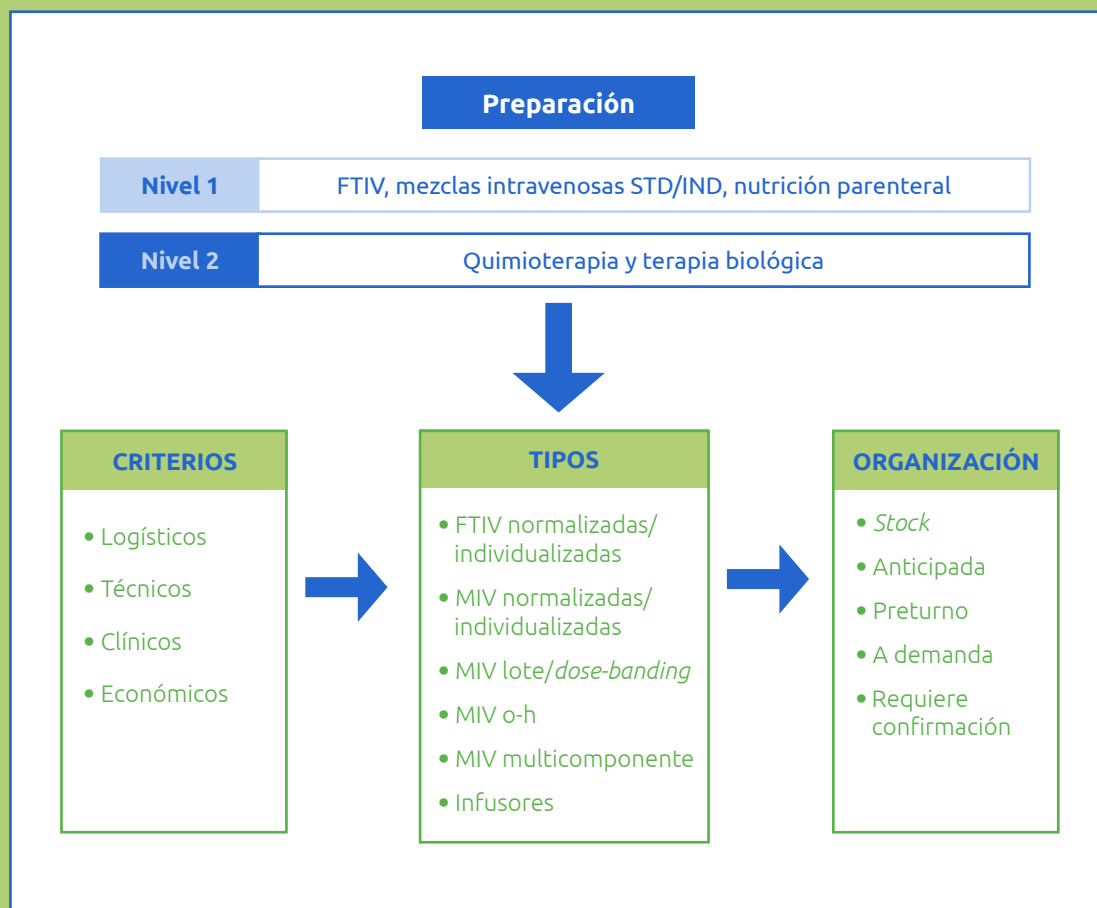 Preparación
Nivel 1
FTIV, mezclas intravenosas STD/IND, nutrición parenteral
Nivel 2
Quimioterapia y terapia biológica
CRITERIOS
• Logísticos
• Técnicos
• Clínicos
• Económicos
TIPOS
• FTIV normalizadas/
individualizadas
• MIV normalizadas/
individualizadas
• MIV lote/dose-banding
• MIV o-h
• MIV multicomponente
• Infusores
ORGANIZACIÓN
• Stock
• Anticipada
• Preturno
• A demanda
• Requiere
confirmación